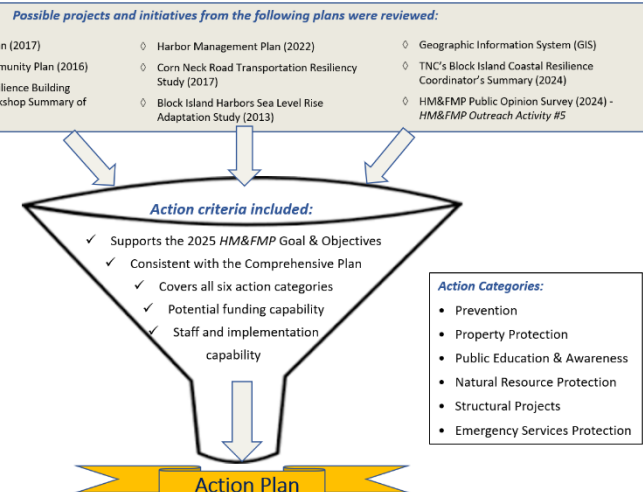 Possible projects and initiatives from the following plans were reviewed:
n (2017)
munity Plan (2016)
ilience Building
kshop Summary of
◊ Harbor Management Plan (2022)
◊ Corn Neck Road Transportation Resiliency
Study (2017)
◊ Block Island Harbors Sea Level Rise
Adaptation Study (2013)
◊ Geographic Information System (GIS)
◊ TNC's Block Island Coastal Resilience
Coordinator's Summary (2024)
◊ HM&FMP Public Opinion Survey (2024) -
HM&FMP Outreach Activity #5
Action criteria included:
✓ Supports the 2025 HM&FMP Goal & Objectives
✓ Consistent with the Comprehensive Plan
✓ Covers all six action categories
✓ Potential funding capability
✓ Staff and implementation
capability
Action Categories:
• Prevention
• Property Protection
• Public Education & Awareness
• Natural Resource Protection
• Structural Projects
• Emergency Services Protection
Action Plan